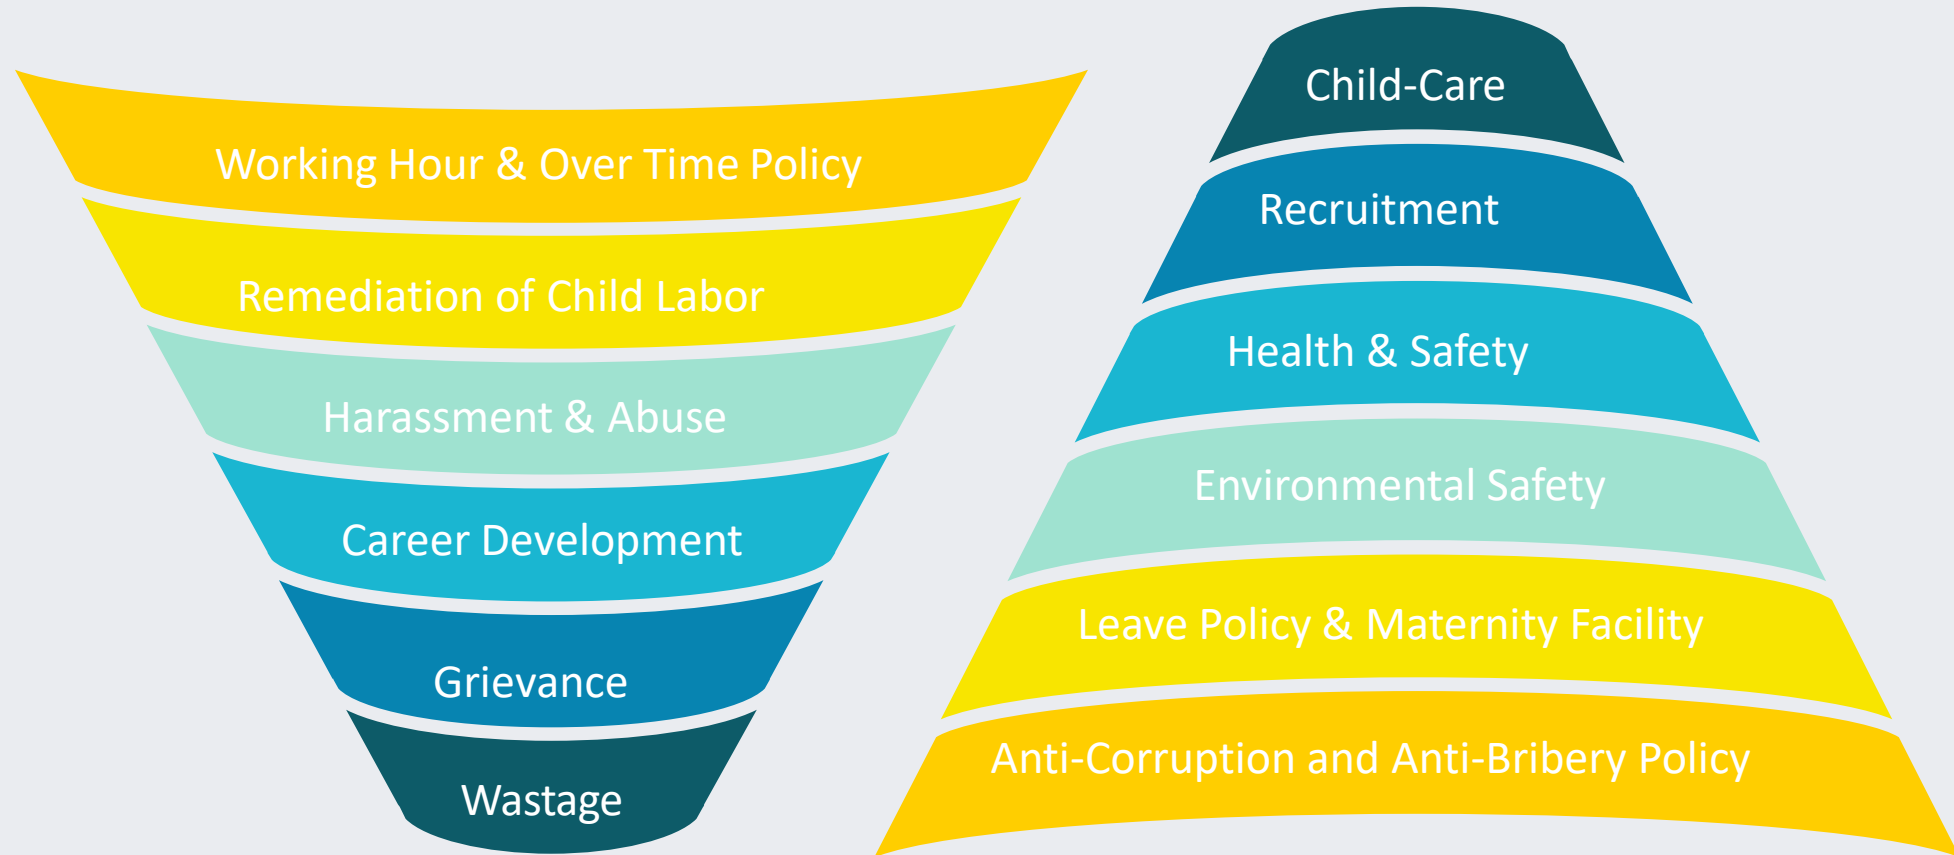 Working Hour & Over Time Policy
Remediation of Child Labor
Harassment & Abuse
Career Development
Grievance
Wastage
Child-Care
Recruitment
Health & Safety
Environmental Safety
Leave Policy & Maternity Facility
Anti-Corruption and Anti-Bribery Policy